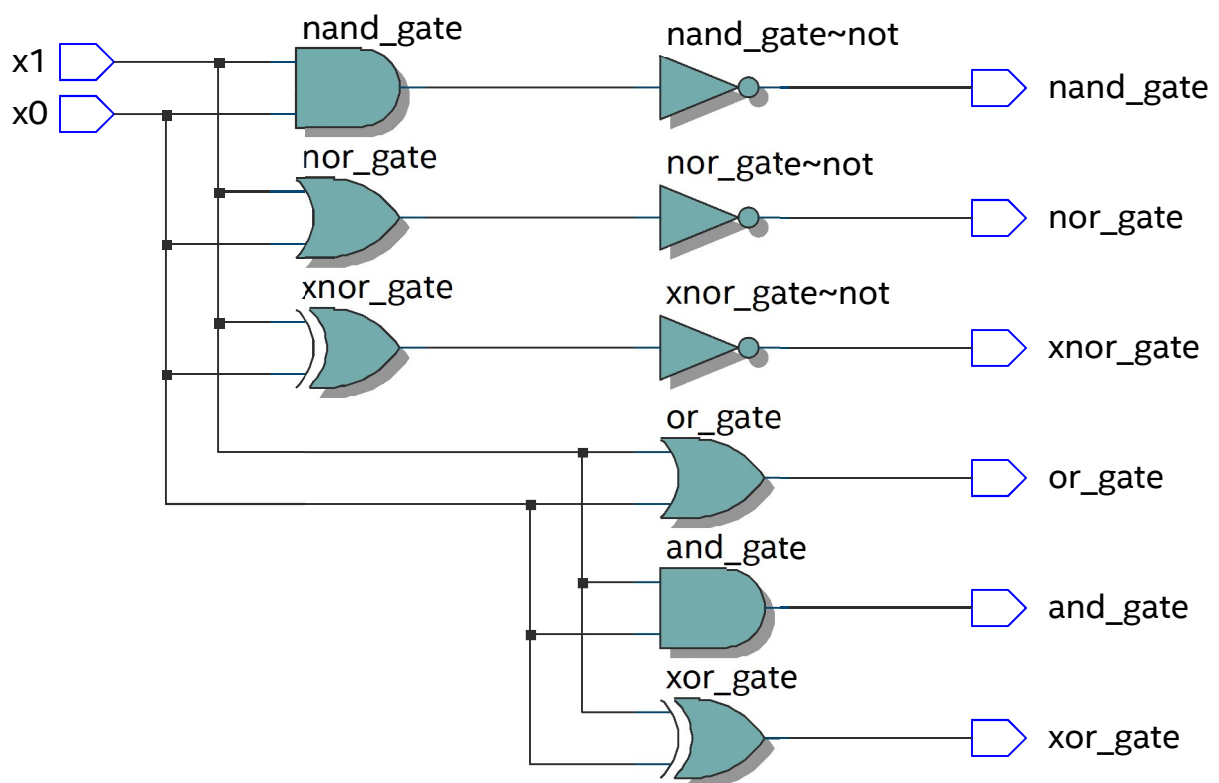 nand_gate
nand_gate~not
x1
nand_gate
x0
nor_gate
nor_gate~not
nor_gate
xnor_gate
xnor_gate~not
xnor_gate
or_gate
or_gate
and_gate
and_gate
xor_gate
xor_gate